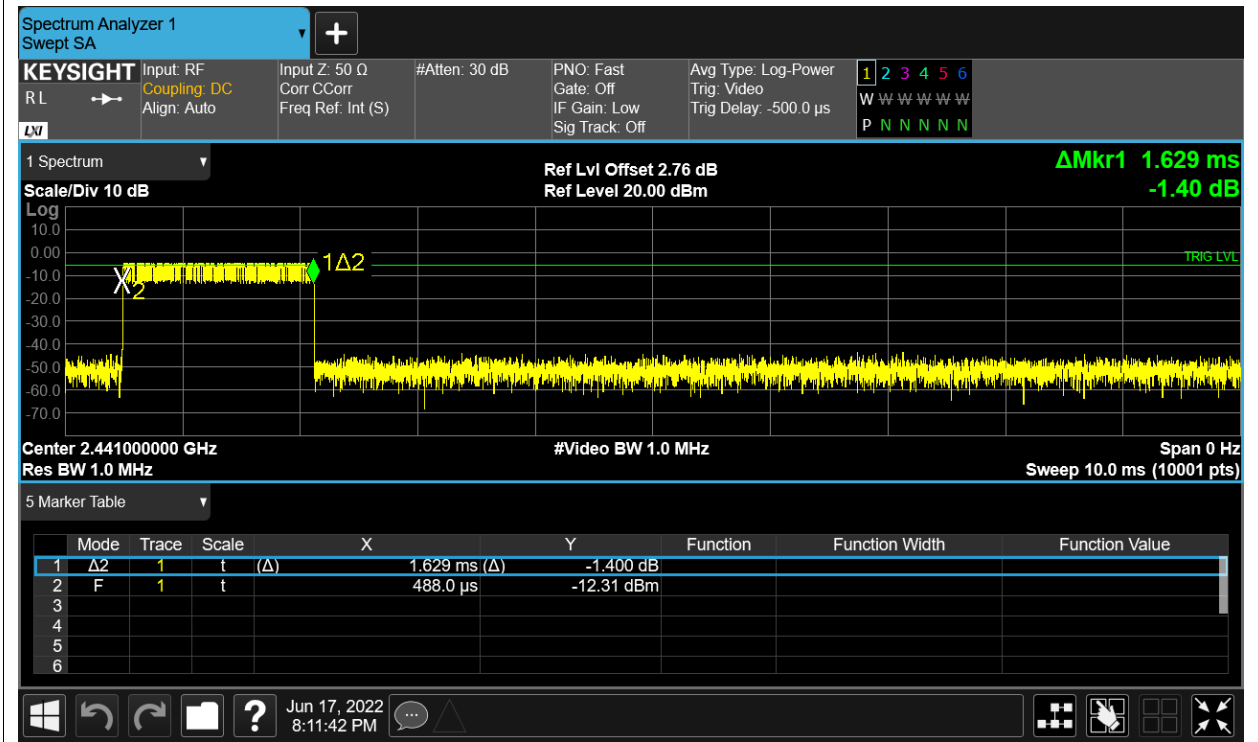 Spectrum Analyzer 1
Swept SA
KEYSIGHT
R L
LXI
Input: RF
Coupling: DC
Align: Auto
Input Z: 50 Ω
Corr CCorr
Freq Ref: Int (S)
#Atten: 30 dB
PNO: Fast
Gate: Off
IF Gain: Low
Sig Track: Off
Avg Type: Log-Power
Trig: Video
Trig Delay: -500.0 µs
1 2 3 4 5 6
W W W W W W
P N N N N N
1 Spectrum
Scale/Div 10 dB
Ref Lvl Offset 2.76 dB
Ref Level 20.00 dBm
ΔMkr1 1.629 ms
-1.40 dB
Log
10.0
0.00
-10.0
-20.0
-30.0
-40.0
-50.0
-60.0
-70.0
1Δ2
2
TRIG LVL
Center 2.441000000 GHz
Res BW 1.0 MHz
#Video BW 1.0 MHz
Span 0 Hz
Sweep 10.0 ms (10001 pts)
5 Marker Table
Mode Trace Scale X Y Function Function Width Function Value
1 Δ2 1 t (Δ) 1.629 ms (Δ) -1.400 dB
2 F 1 t 488.0 µs -12.31 dBm
3
4
5
6
?
Jun 17, 2022
8:11:42 PM